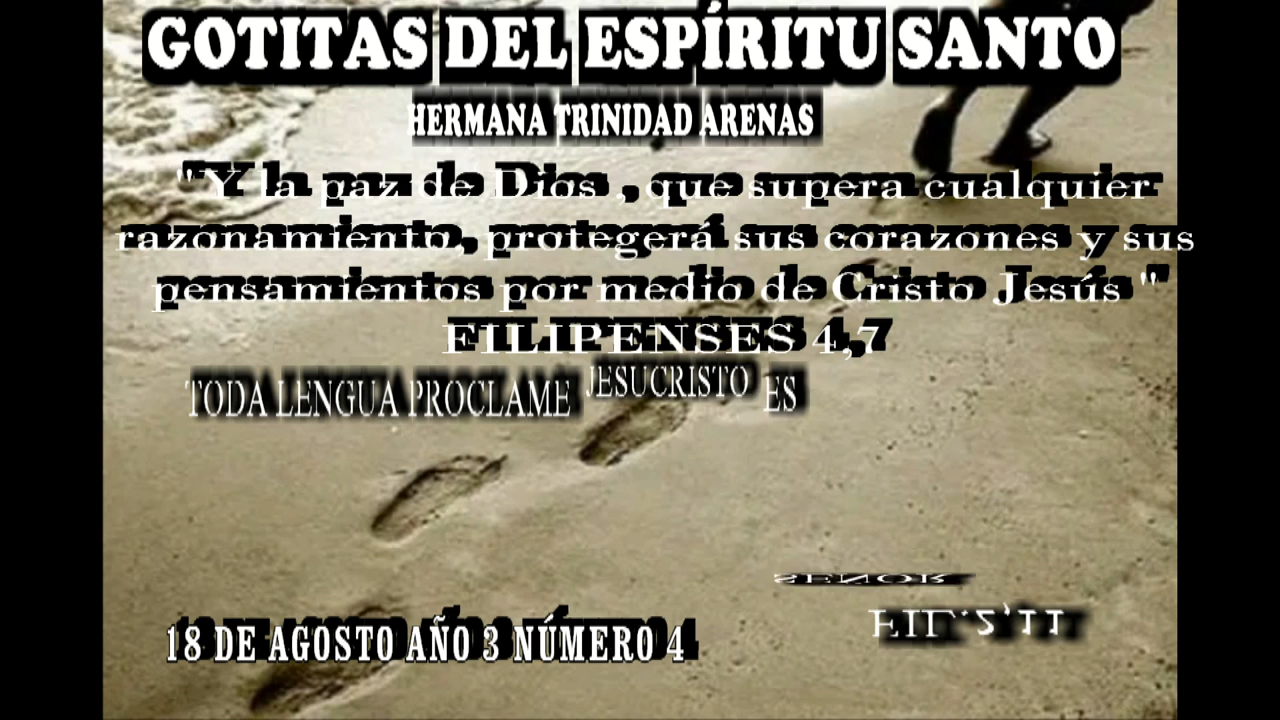 GOTITAS DEL ESPÍRITU SANTO
HERMANA TRINIDAD ARENAS
"Y la paz de Dios , que supera cualquier
razonamiento, protegerá sus corazones y sus
pensamientos por medio de Cristo Jesús "
FILIPENSES 4,7
TODA LENGUA PROCLAME JESUCRISTO ES
SEÑOR
18 DE AGOSTO AÑO 3 NÚMERO 4